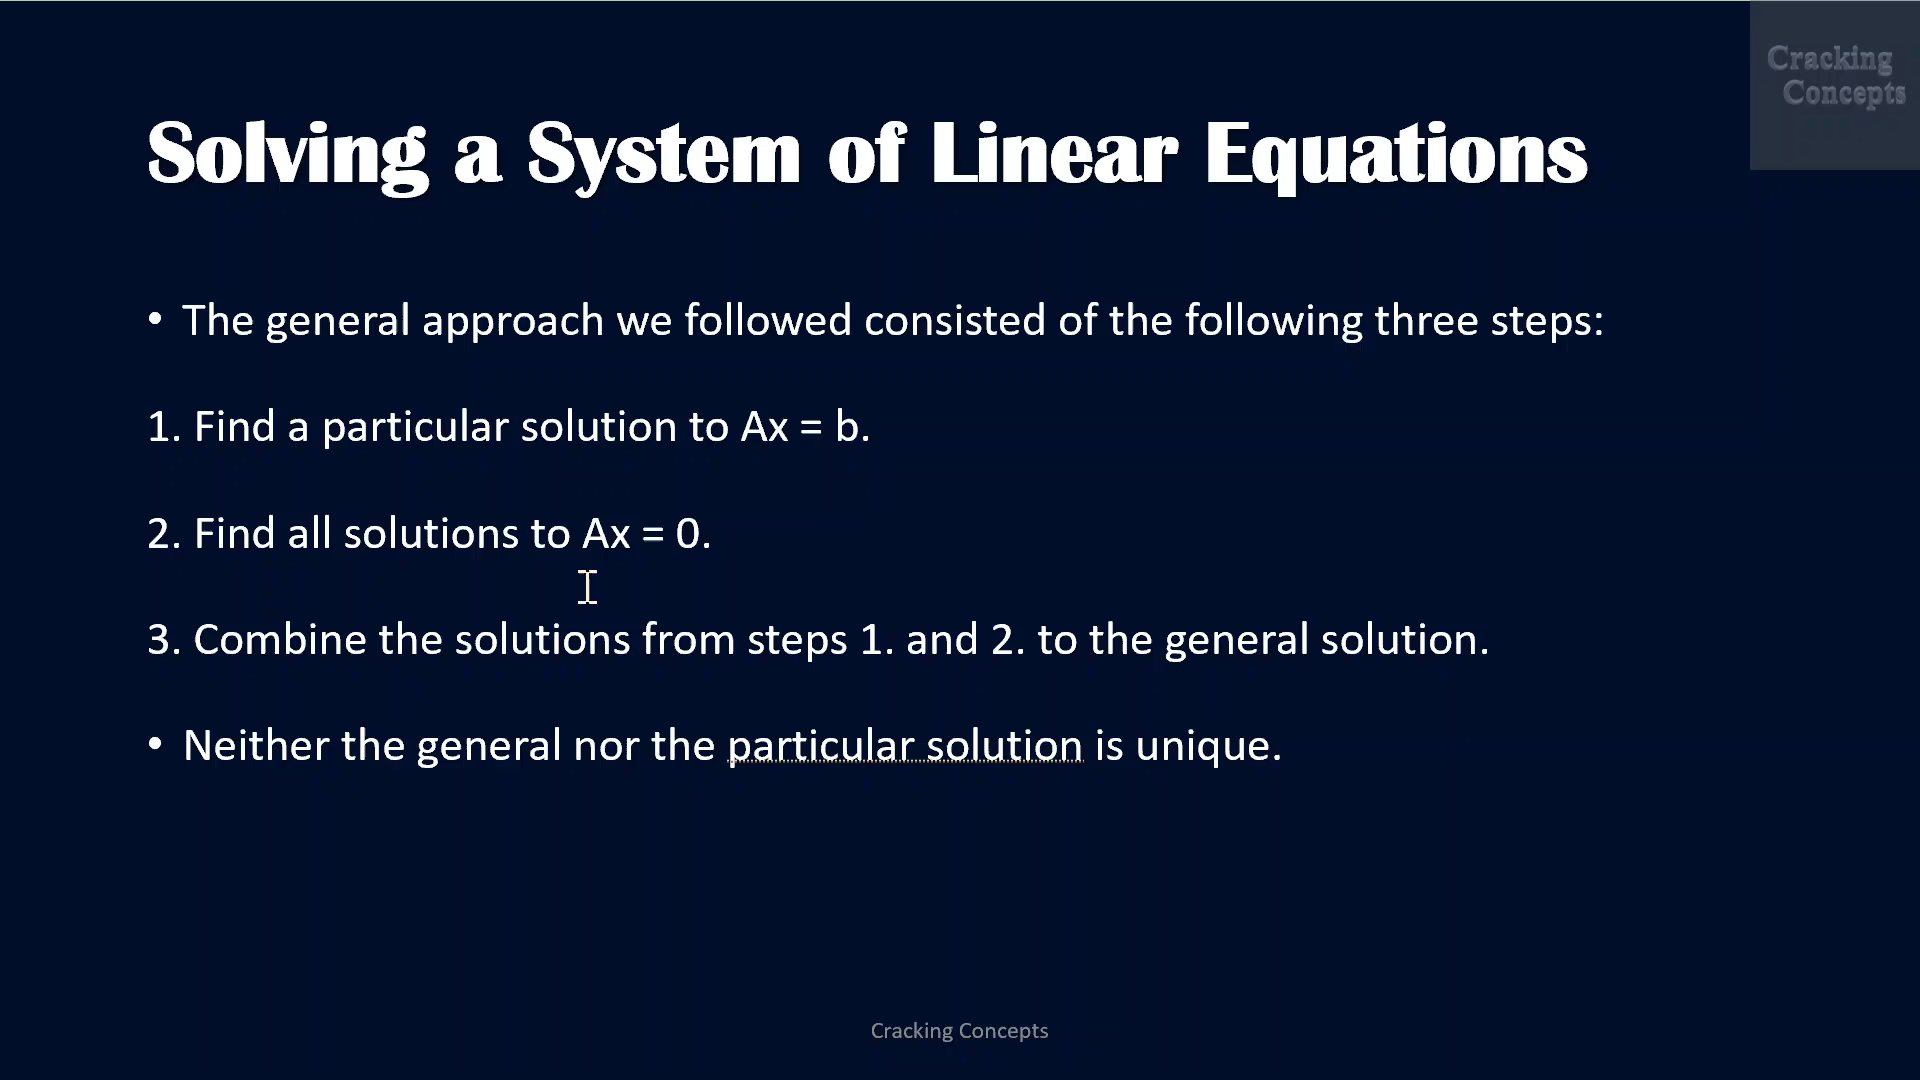 Cracking
Concepts
Solving a System of Linear Equations
• The general approach we followed consisted of the following three steps:
1. Find a particular solution to Ax = b.
2. Find all solutions to Ax = 0.
3. Combine the solutions from steps 1. and 2. to the general solution.
• Neither the general nor the particular solution is unique.
Cracking Concepts